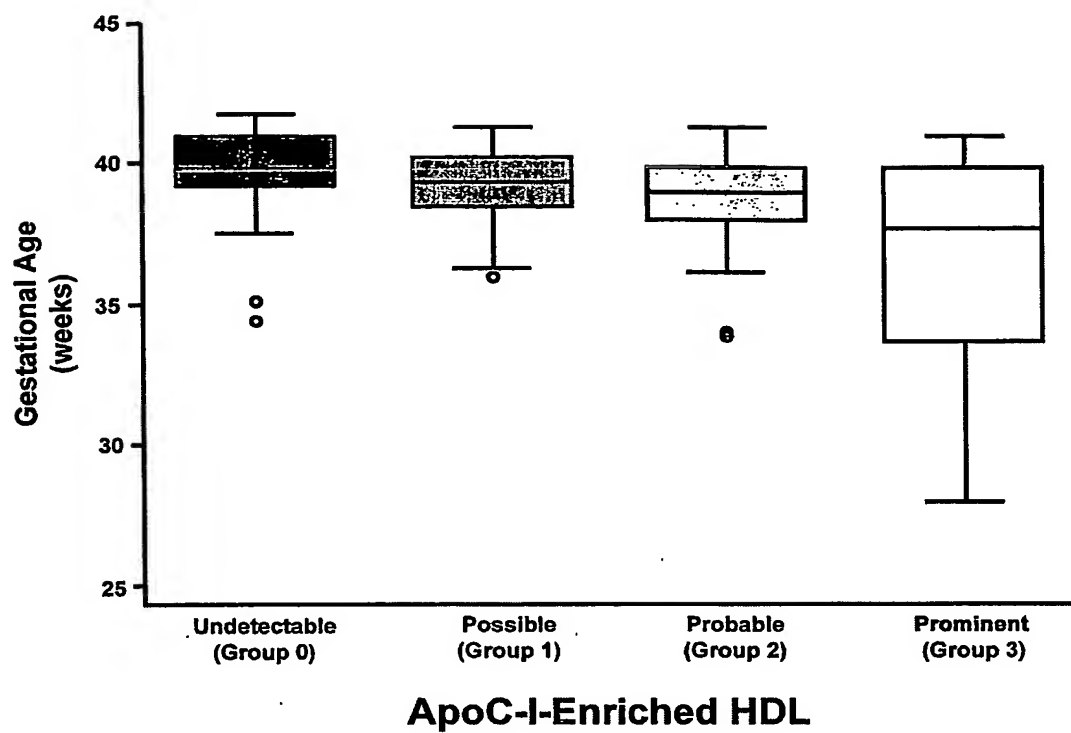 45
40
35
30
25
Gestational Age
(weeks)
Undetectable
(Group 0)
Possible
(Group 1)
Probable
(Group 2)
Prominent
(Group 3)
ApoC-I-Enriched HDL